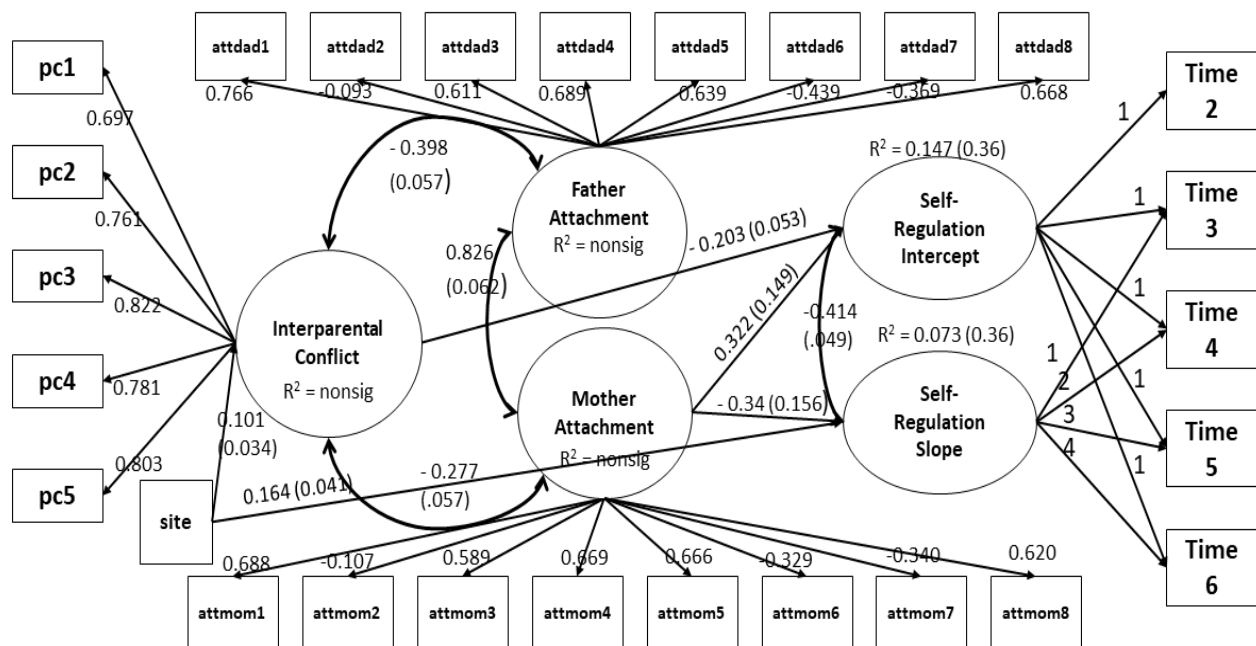 attdad1 attdad2 attdad3 attdad4 attdad5 attdad6 attdad7 attdad8
0.766 -0.093 0.611 0.689 0.639 -0.439 -0.369 0.668
pc1
0.697
pc2
0.761
pc3
0.822
pc4
0.781
pc5
0.803
site
0.101
(0.034)
Interparental
Conflict
R² = nonsig
- 0.398
(0.057)
Father
Attachment
R² = nonsig
0.826
(0.062)
Mother
Attachment
R² = nonsig
- 0.277
(.057)
0.164 (0.041)
- 0.203 (0.053)
0.322 (0.149)
- 0.34 (0.156)
R² = 0.147 (0.36)
Self-
Regulation
Intercept
-0.414
(.049)
R² = 0.073 (0.36)
Self-
Regulation
Slope
1
1
1
1
1
1
2
3
4
Time
2
Time
3
Time
4
Time
5
Time
6
0.688 -0.107 0.589 0.669 0.666 -0.329 -0.340 0.620
attmom1 attmom2 attmom3 attmom4 attmom5 attmom6 attmom7 attmom8